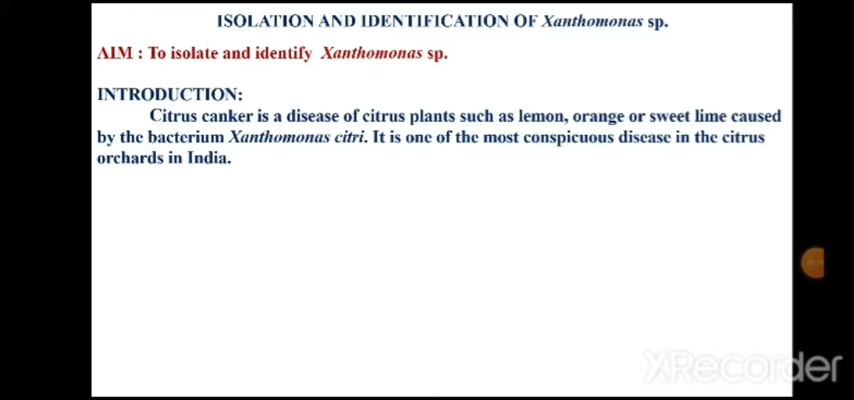 ISOLATION AND IDENTIFICATION OF Xanthomonas sp.
AIM : To isolate and identify Xanthomonas sp.
INTRODUCTION:
Citrus canker is a disease of citrus plants such as lemon, orange or sweet lime caused
by the bacterium Xanthomonas citri. It is one of the most conspicuous disease in the citrus
orchards in India.
XRecorder